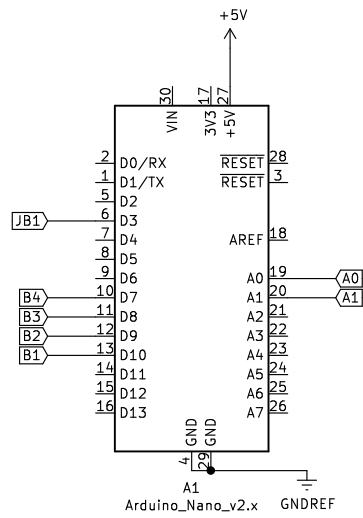 +5V
30 17 27
VIN 3V3 +5V
2 D0/RX RESET 28
1 D1/TX RESET 3
5 D2
JB1 6 D3
7 D4 AREF 18
8 D5
9 D6 A0 19 A0
B4 10 D7 A1 20 A1
B3 11 D8 A2 21
B2 12 D9 A3 22
B1 13 D10 A4 23
14 D11 A5 24
15 D12 A6 25
16 D13 A7 26
GND GND
4 29
A1
Arduino_Nano_v2.x GNDREF